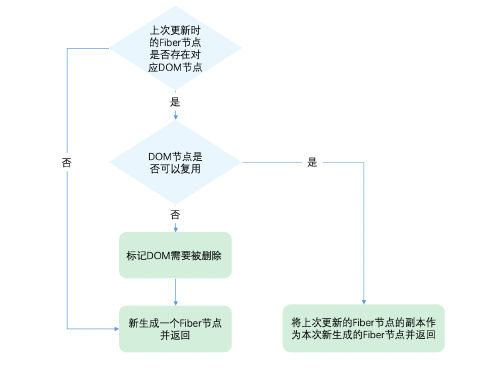 上次更新时
的Fiber节点
是否存在对
应DOM节点
是
DOM节点是
否可以复用
否
是
否
标记DOM需要被删除
新生成一个Fiber节点
并返回
将上次更新的Fiber节点的副本作
为本次新生成的Fiber节点并返回